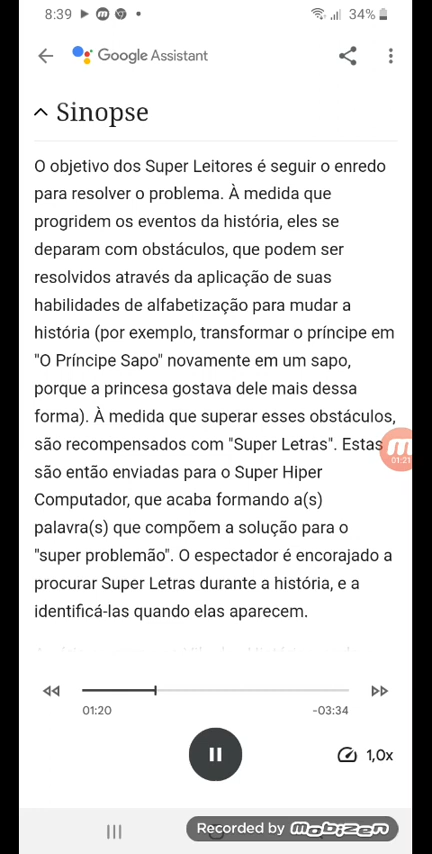 8:39
34%
Google Assistant
Sinopse
O objetivo dos Super Leitores é seguir o enredo
para resolver o problema. À medida que
progridem os eventos da história, eles se
deparam com obstáculos, que podem ser
resolvidos através da aplicação de suas
habilidades de alfabetização para mudar a
história (por exemplo, transformar o príncipe em
"O Príncipe Sapo" novamente em um sapo,
porque a princesa gostava dele mais dessa
forma). À medida que superar esses obstáculos,
são recompensados com "Super Letras". Estas
01:21
são então enviadas para o Super Hiper
Computador, que acaba formando a(s)
palavra(s) que compõem a solução para o
"super problemão". O espectador é encorajado a
procurar Super Letras durante a história, e a
identificá-las quando elas aparecem.
01:20
-03:34
1,0x
Recorded by mobizen